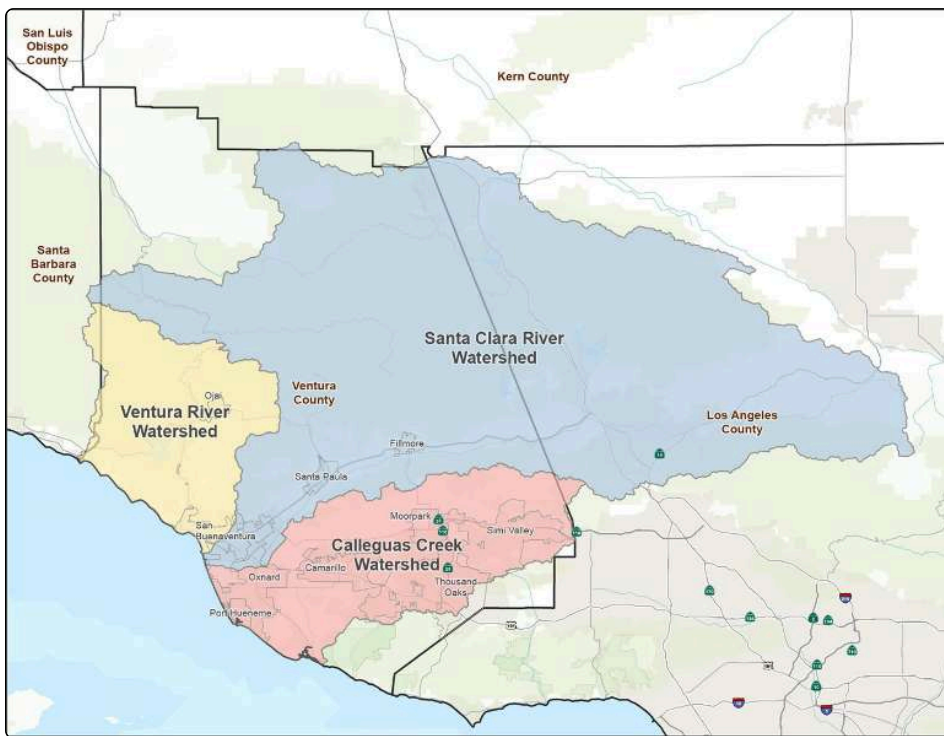 San Luis
Obispo
County
Kern County
Santa
Barbara
County
Santa Clara River
Watershed
Ojai
Ventura River
Watershed
Ventura
County
Los Angeles
County
Fillmore
Santa Paula
San
Buenaventura
Moorpark
Simi Valley
Calleguas Creek
Watershed
Camarillo
Oxnard
Thousand
Oaks
Port Hueneme